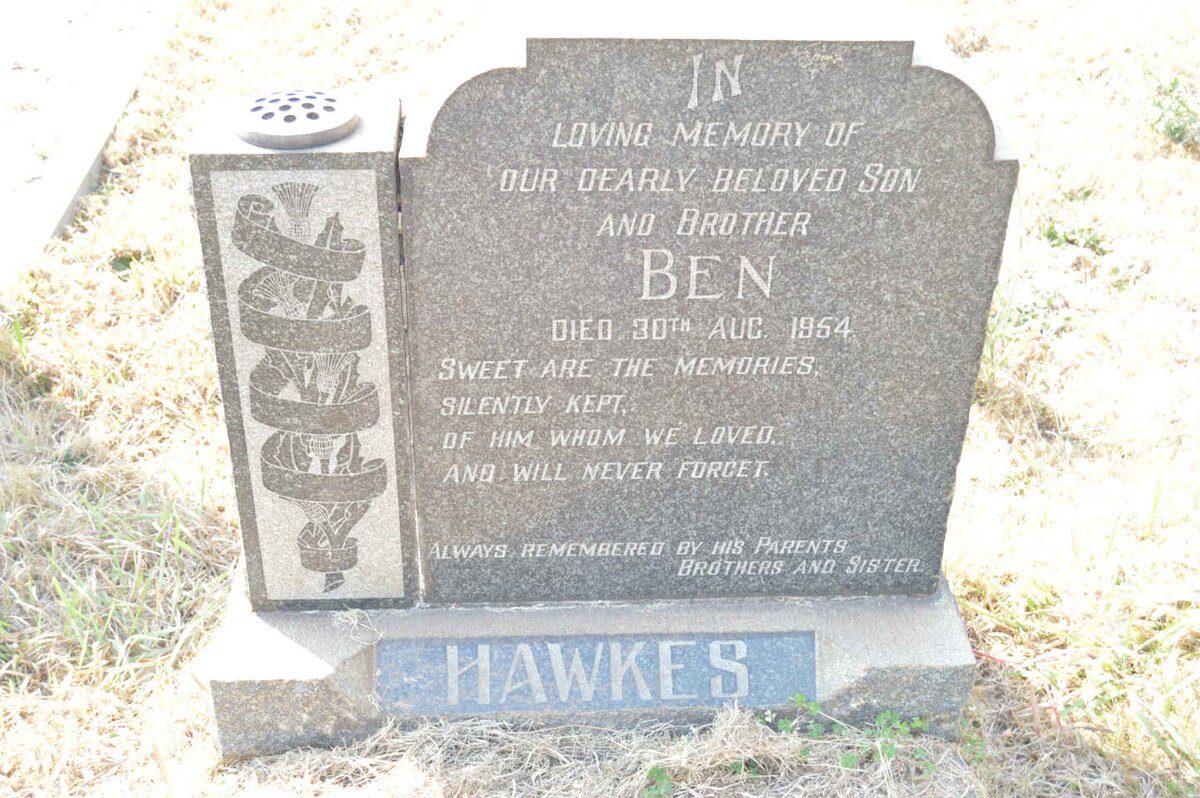 IN
LOVING MEMORY OF
OUR DEARLY BELOVED SON
AND BROTHER
BEN
DIED 30TH AUG. 1954.
SWEET ARE THE MEMORIES,
SILENTLY KEPT,
OF HIM WHOM WE LOVED,
AND WILL NEVER FORGET.
ALWAYS REMEMBERED BY HIS PARENTS
BROTHERS AND SISTER.
HAWKES